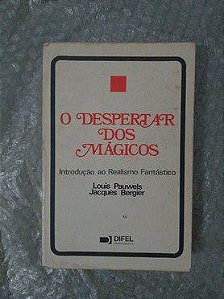 O DESPERTAR
DOS
MÁGICOS
Introdução ao Realismo Fantástico
Louis Pauwels
Jacques Bergier
DIFEL